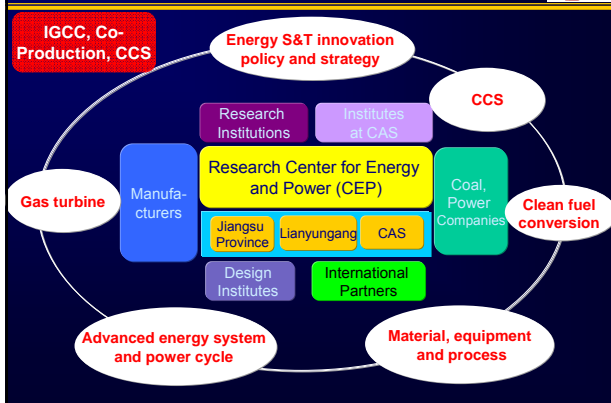 IGCC, Co-
Production, CCS
Energy S&T innovation
policy and strategy
CCS
Research
Institutions
Institutes
at CAS
Gas turbine
Manufa-
cturers
Research Center for Energy
and Power (CEP)
Coal,
Power
Companies
Clean fuel
conversion
Jiangsu
Province
Lianyungang
CAS
Design
Institutes
International
Partners
Advanced energy system
and power cycle
Material, equipment
and process